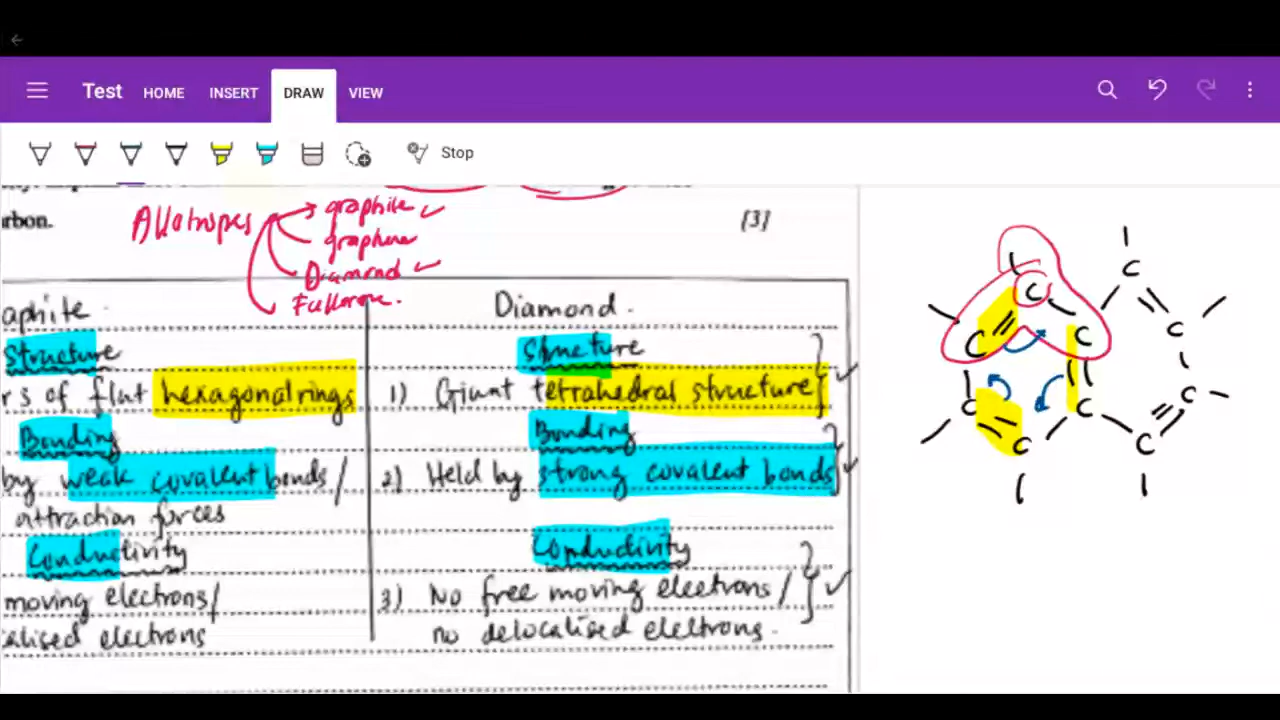 Test HOME INSERT DRAW VIEW
Stop
rbon.
[3]
Allotropes
graphite
graphene
Diamond
aphite.
Diamond.
Structure
Structure
rs of flat hexagonal rings
1) Giant tetrahedral structure
Bonding
Bonding
by weak covalent bonds/
2) Held by strong covalent bonds
attraction forces
Conductivity
Conductivity
moving electrons/
3) No free moving electrons/
alised electrons
no delocalised electrons.
C
C
C
C
C
C
C
C
C
C